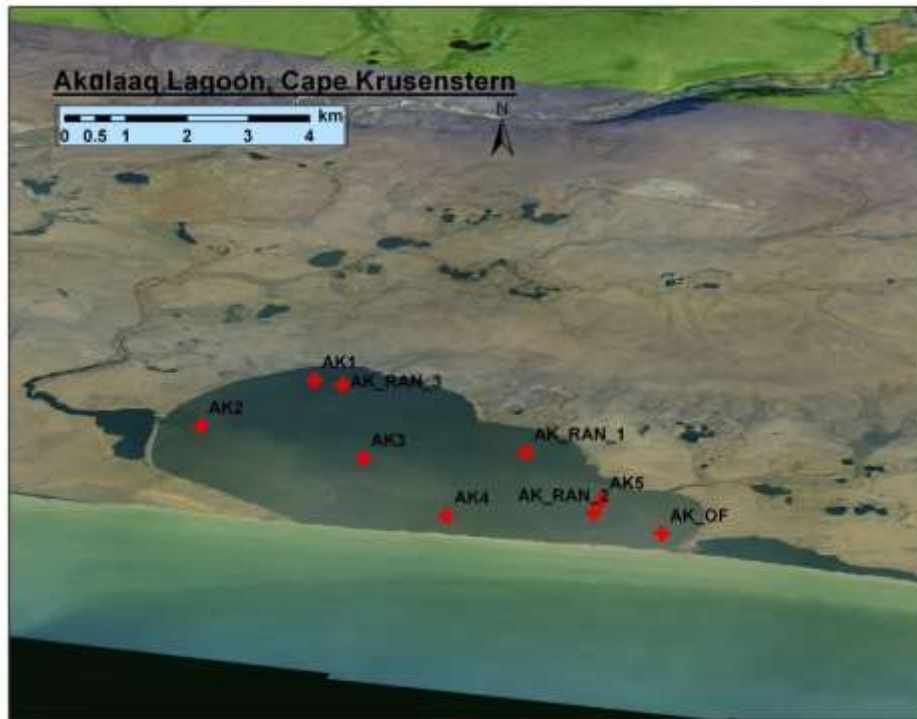 Akulaaq Lagoon, Cape Krusenstern
km
0 0.5 1 2 3 4
N
AK1
AK_RAN_3
AK2
AK_RAN_1
AK3
AK5
AK_RAN_2
AK4
AK_OF